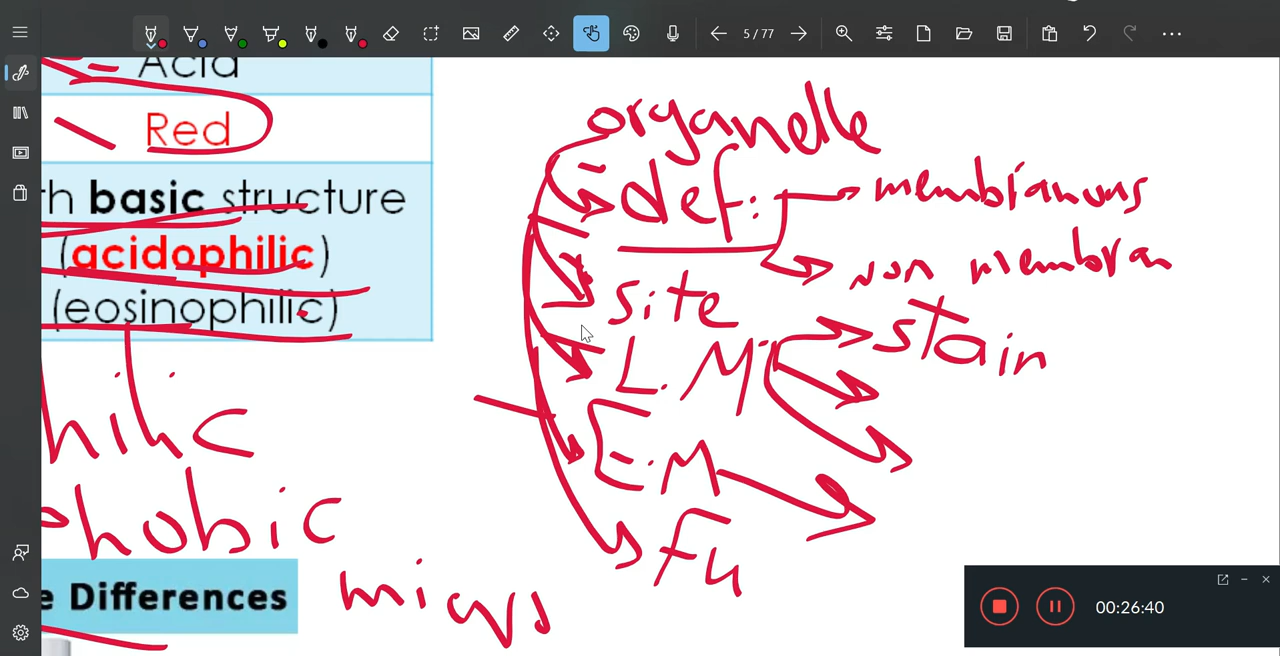 5 / 77
Acid
Red
th basic structure
(acidophilic)
(eosinophilic)
hilic
phobic
e Differences
organelle
def:
membranous
non membran
site
L.M:
stain
E.M
Fu
00:26:40